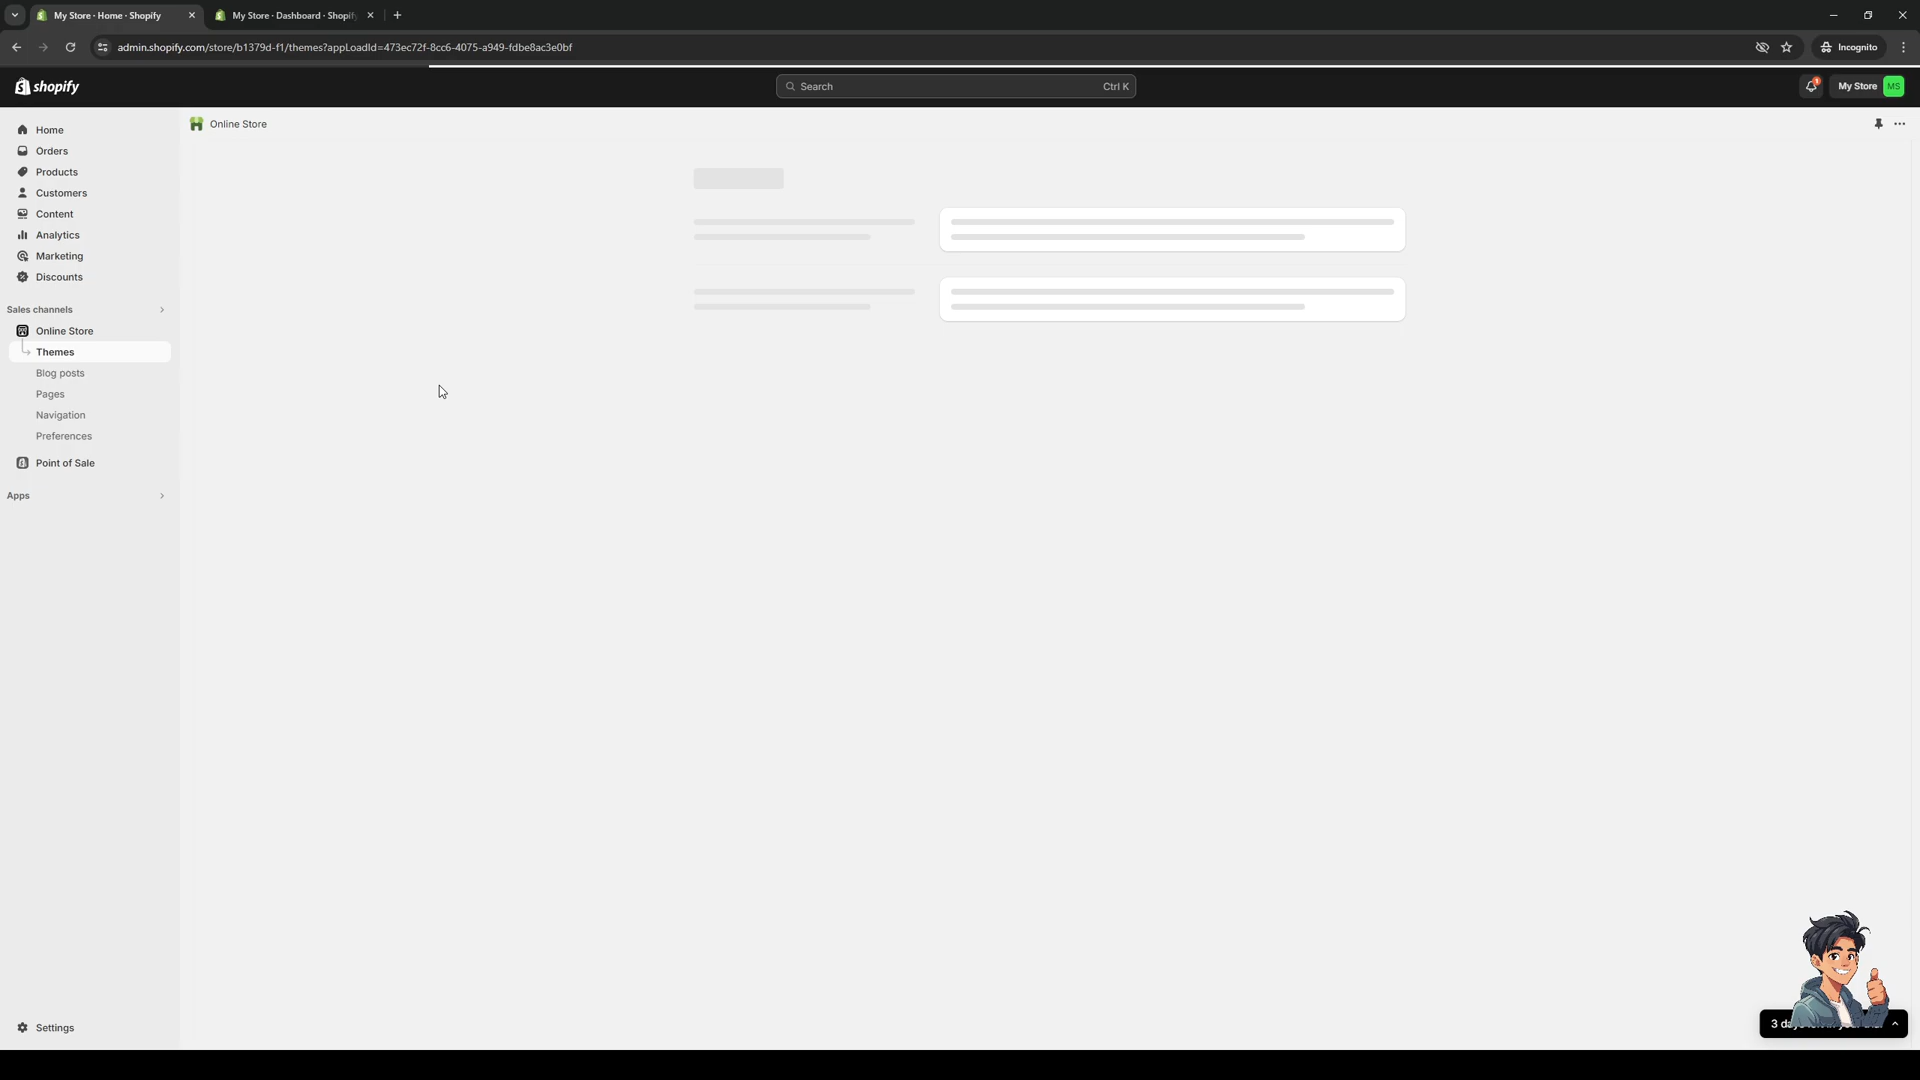 My Store · Home · Shopify
My Store · Dashboard · Shopify
admin.shopify.com/store/b1379d-f1/themes?appLoadId=473ec72f-8cc6-4075-a949-fdbe8ac3e0bf
Incognito
shopify
Search
Ctrl K
1
My Store
MS
Home
Orders
Products
Customers
Content
Analytics
Marketing
Discounts
Sales channels
Online Store
Themes
Blog posts
Pages
Navigation
Preferences
Point of Sale
Apps
Settings
Online Store
3